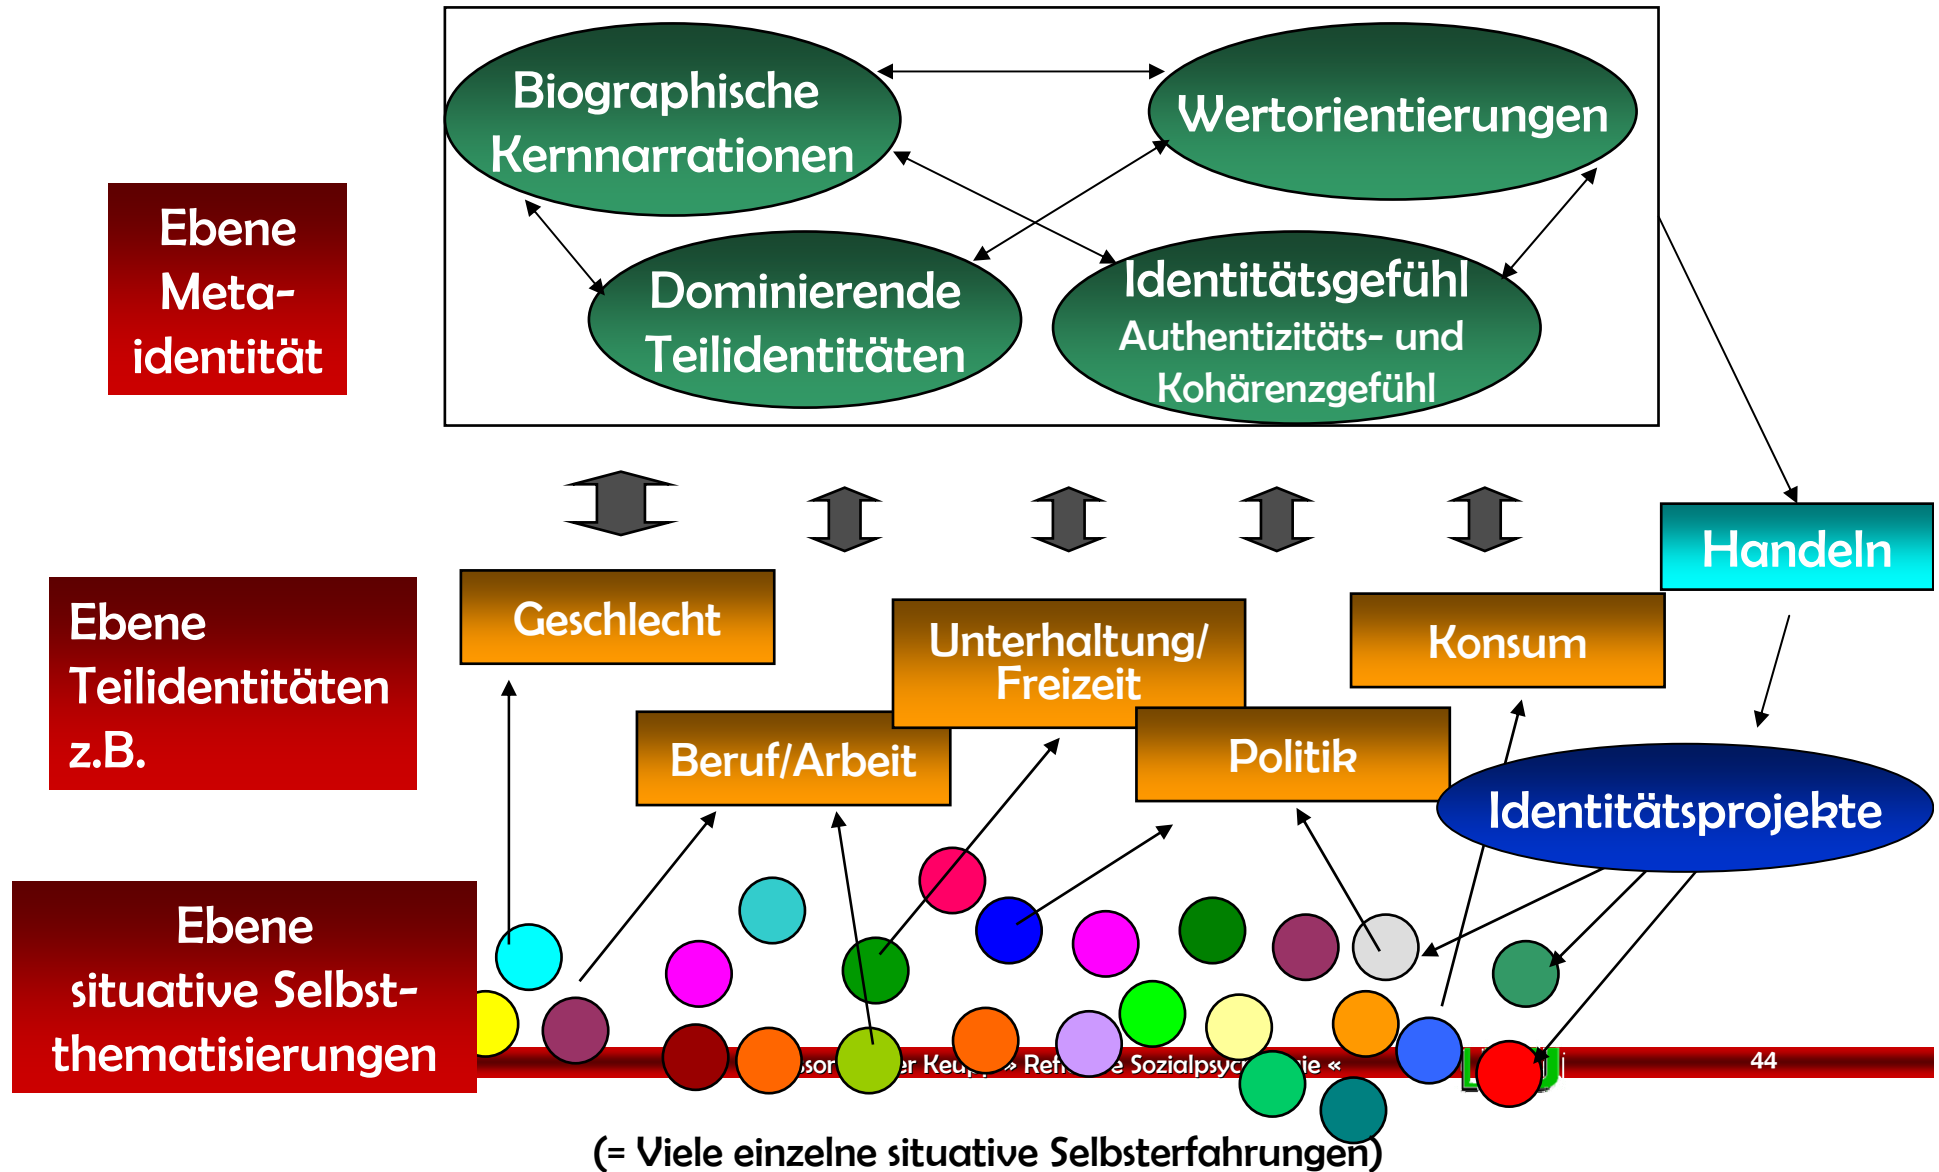 Biographische
Kernnarrationen
Wertorientierungen
Ebene
Meta-
identität
Dominierende
Teilidentitäten
Identitätsgefühl
Authentizitäts- und
Kohärenzgefühl
Handeln
Ebene
Teilidentitäten
z.B.
Geschlecht
Unterhaltung/
Freizeit
Konsum
Beruf/Arbeit
Politik
Identitätsprojekte
Ebene
situative Selbst-
thematisierungen
» « 44
(= Viele einzelne situative Selbsterfahrungen)